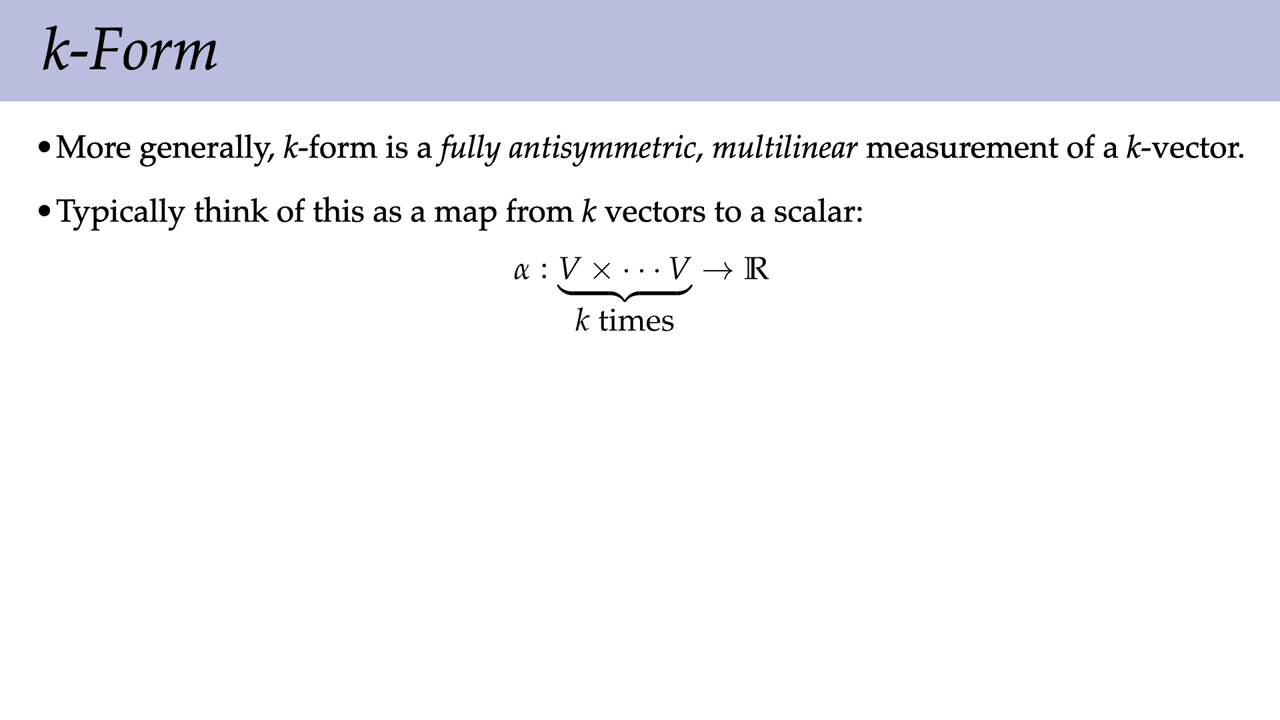 k-Form
•More generally, k-form is a fully antisymmetric, multilinear measurement of a k-vector.
•Typically think of this as a map from k vectors to a scalar:
α : V × ⋯ V → ℝ
k times